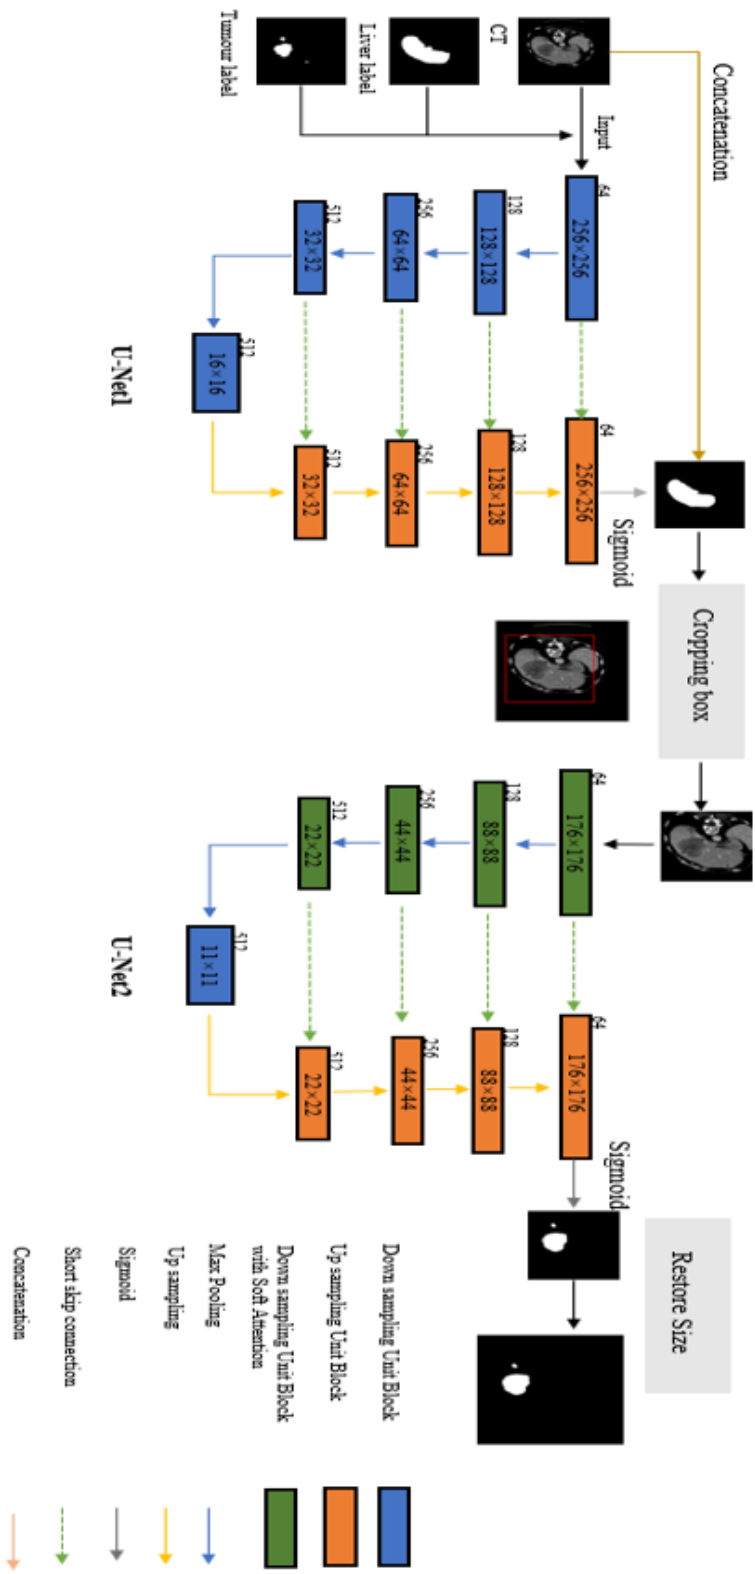 Concatenation
CT
Liver label
Tumour label
Input
64
256×256
128
128×128
256
64×64
512
32×32
512
16×16
U-Net1
512
32×32
256
64×64
128
128×128
64
256×256
Sigmoid
Cropping box
64
176×176
128
88×88
256
44×44
512
22×22
512
11×11
U-Net2
512
22×22
256
44×44
128
88×88
64
176×176
Sigmoid
Restore Size
Down sampling Unit Block
Up sampling Unit Block
Down sampling Unit Block
with Soft Attention
Max Pooling
Up sampling
Sigmoid
Short skip connection
Concatenation